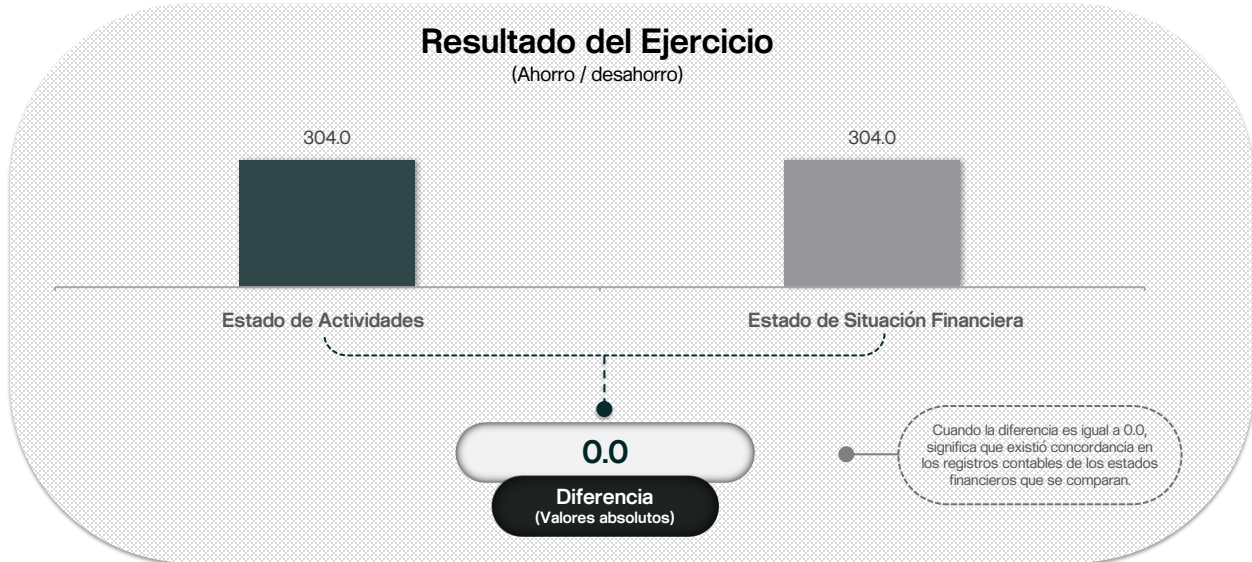 Resultado del Ejercicio
(Ahorro / desahorro)
304.0
304.0
Estado de Actividades
Estado de Situación Financiera
0.0
Diferencia
(Valores absolutos)
Cuando la diferencia es igual a 0.0,
significa que existió concordancia en
los registros contables de los estados
financieros que se comparan.